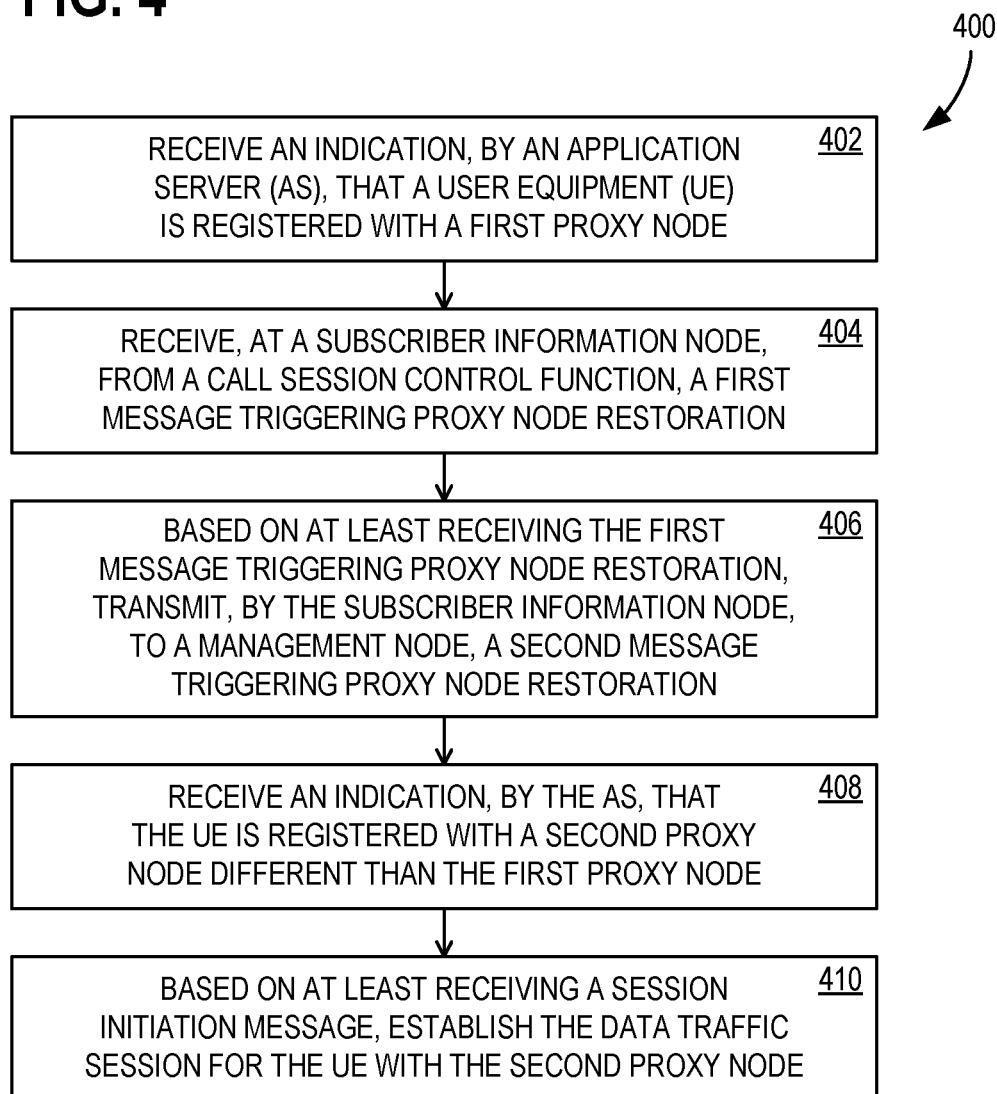 FIG. 4
400
402
RECEIVE AN INDICATION, BY AN APPLICATION
SERVER (AS), THAT A USER EQUIPMENT (UE)
IS REGISTERED WITH A FIRST PROXY NODE
404
RECEIVE, AT A SUBSCRIBER INFORMATION NODE,
FROM A CALL SESSION CONTROL FUNCTION, A FIRST
MESSAGE TRIGGERING PROXY NODE RESTORATION
406
BASED ON AT LEAST RECEIVING THE FIRST
MESSAGE TRIGGERING PROXY NODE RESTORATION,
TRANSMIT, BY THE SUBSCRIBER INFORMATION NODE,
TO A MANAGEMENT NODE, A SECOND MESSAGE
TRIGGERING PROXY NODE RESTORATION
408
RECEIVE AN INDICATION, BY THE AS, THAT
THE UE IS REGISTERED WITH A SECOND PROXY
NODE DIFFERENT THAN THE FIRST PROXY NODE
410
BASED ON AT LEAST RECEIVING A SESSION
INITIATION MESSAGE, ESTABLISH THE DATA TRAFFIC
SESSION FOR THE UE WITH THE SECOND PROXY NODE